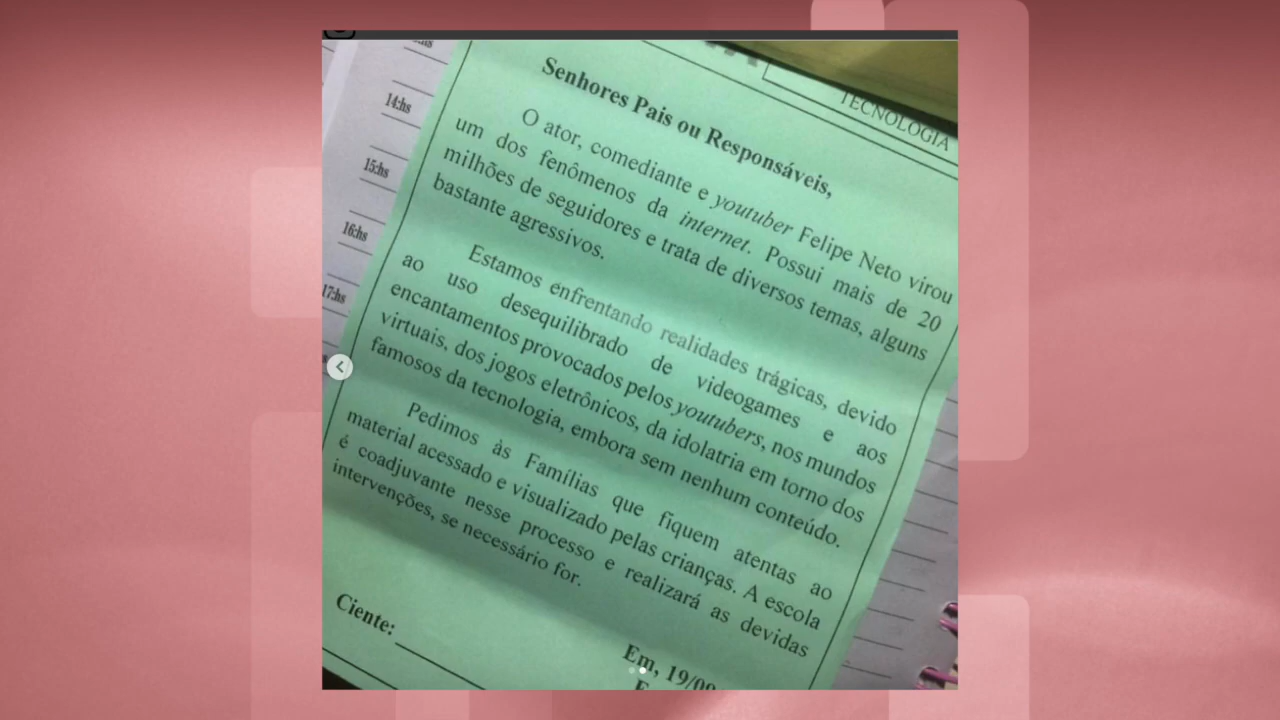 TECNOLOGIA
14:hs
15:hs
16:hs
17:hs
Senhores Pais ou Responsáveis,
O ator, comediante e youtuber Felipe Neto virou
um dos fenômenos da internet. Possui mais de 20
milhões de seguidores e trata de diversos temas, alguns
bastante agressivos.
Estamos enfrentando realidades trágicas, devido
ao uso desequilibrado de videogames e aos
encantamentos provocados pelos youtubers, nos mundos
virtuais, dos jogos eletrônicos, da idolatria em torno dos
famosos da tecnologia, embora sem nenhum conteúdo.
Pedimos às Famílias que fiquem atentas ao
material acessado e visualizado pelas crianças. A escola
é coadjuvante nesse processo e realizará as devidas
intervenções, se necessário for.
Ciente:
Em, 19/09